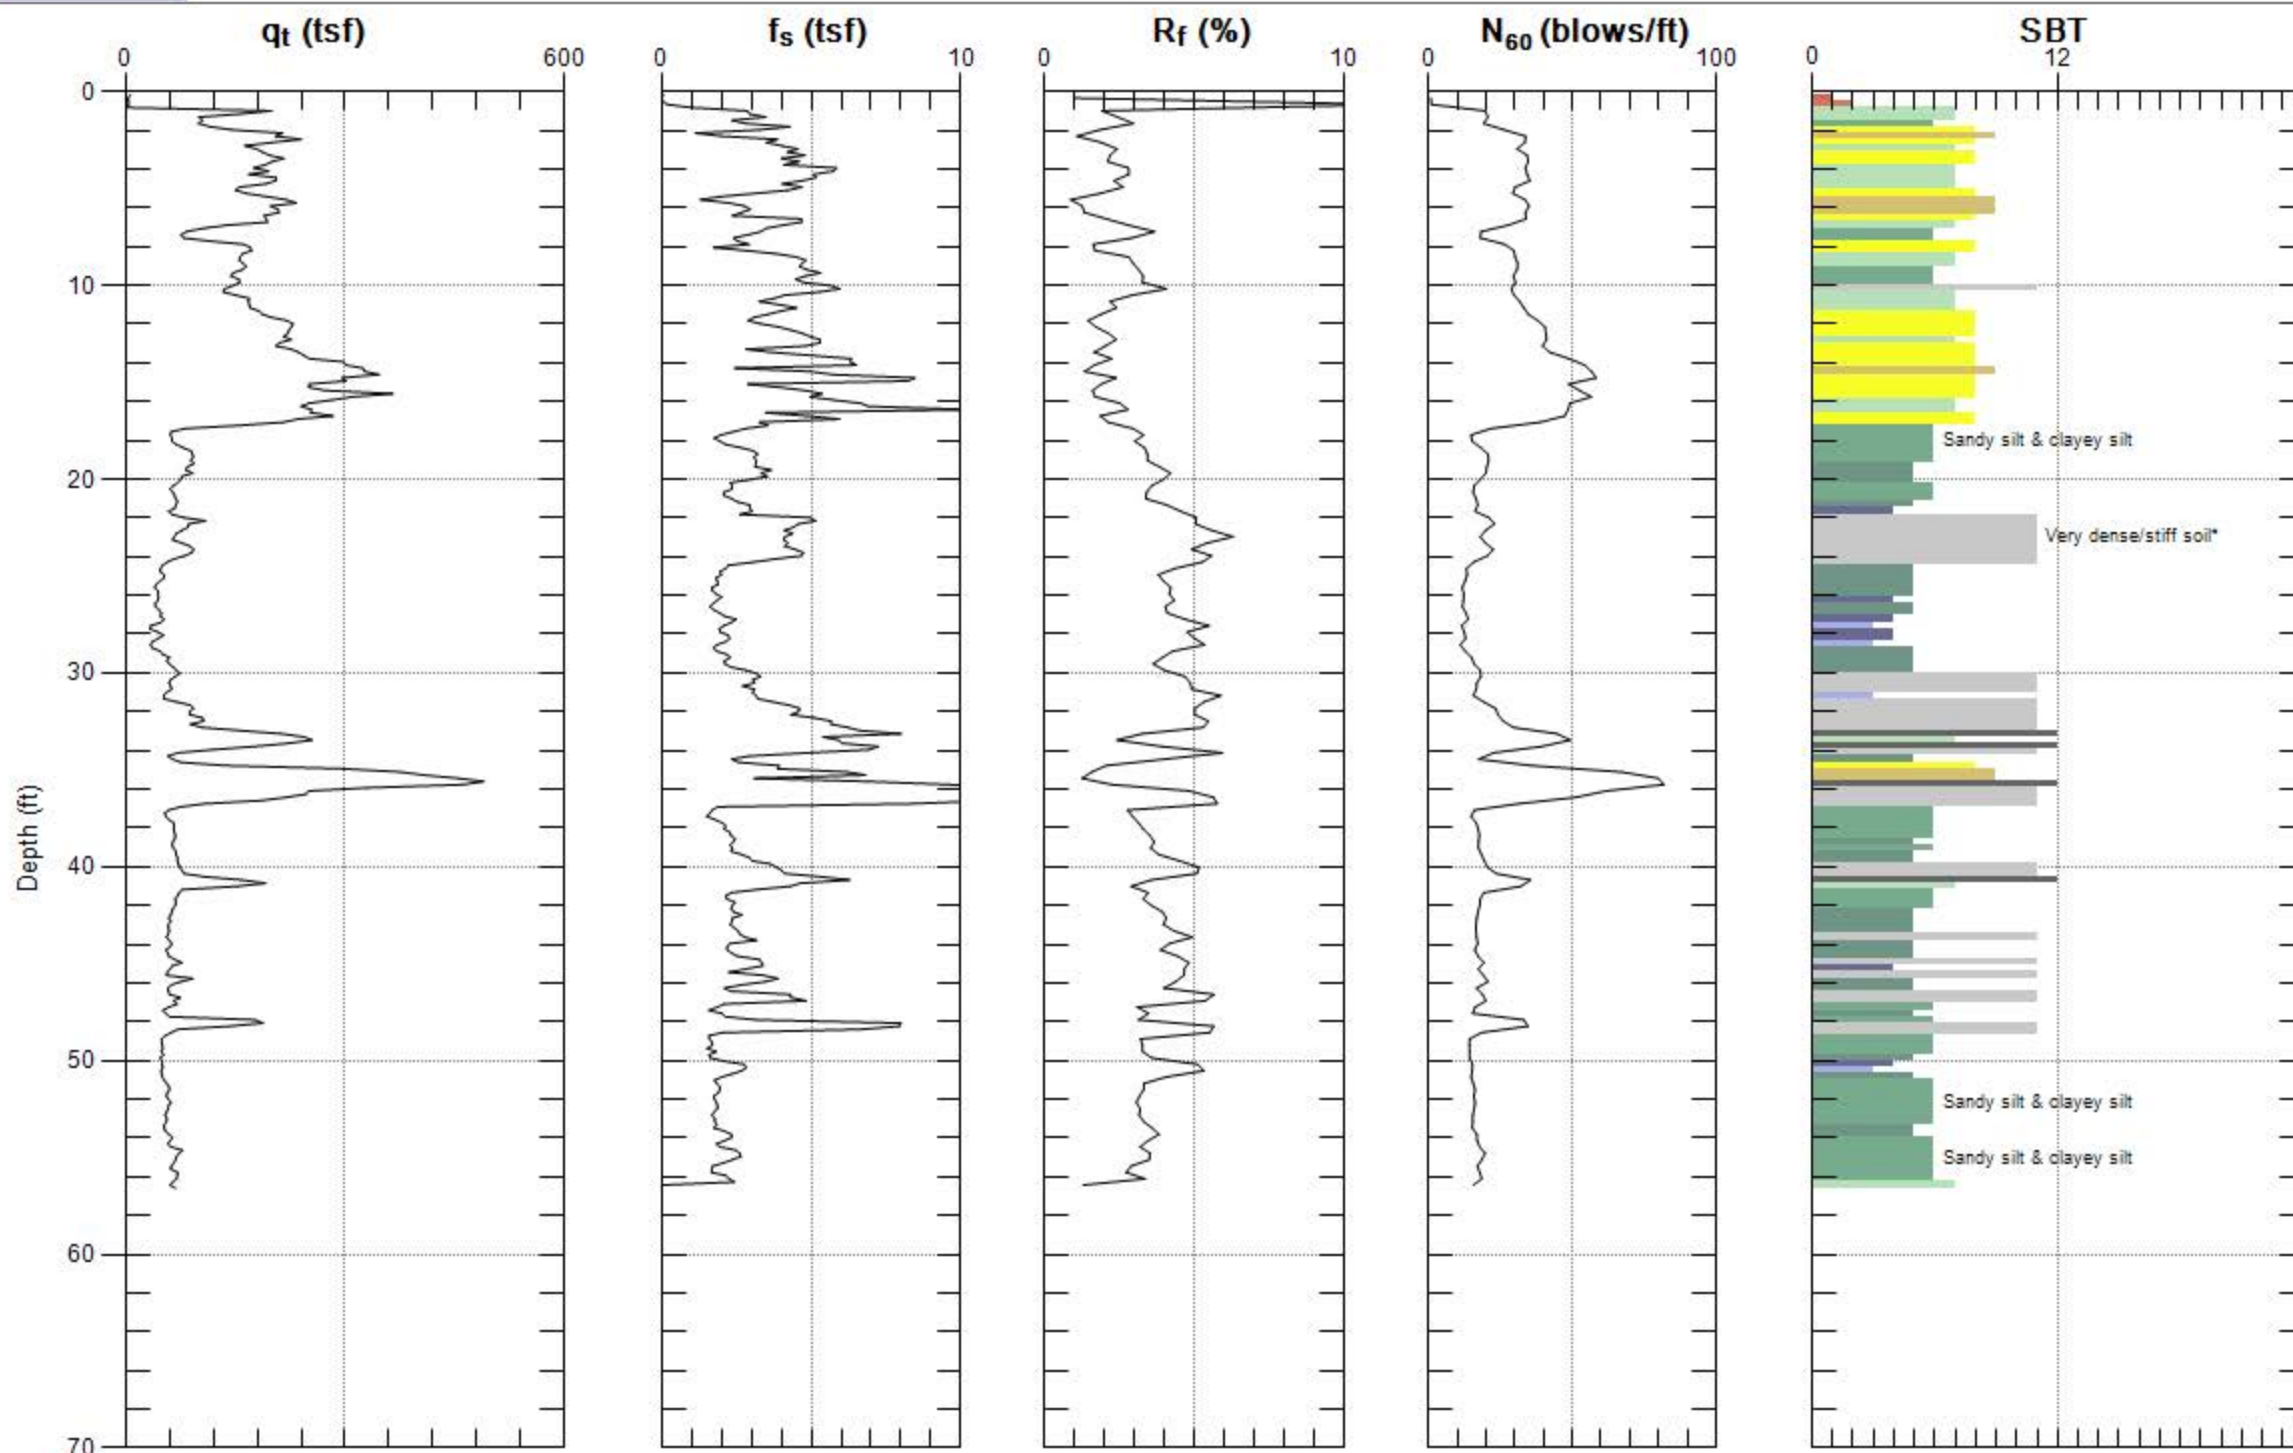 qt (tsf) fs (tsf) Rf (%) N60 (blows/ft) SBT
0 600 0 10 0 10 0 100 0 12
0
10
Sandy silt & clayey silt
20
Very dense/stiff soil*
30
Depth (ft)
40
50
Sandy silt & clayey silt
Sandy silt & clayey silt
60
70